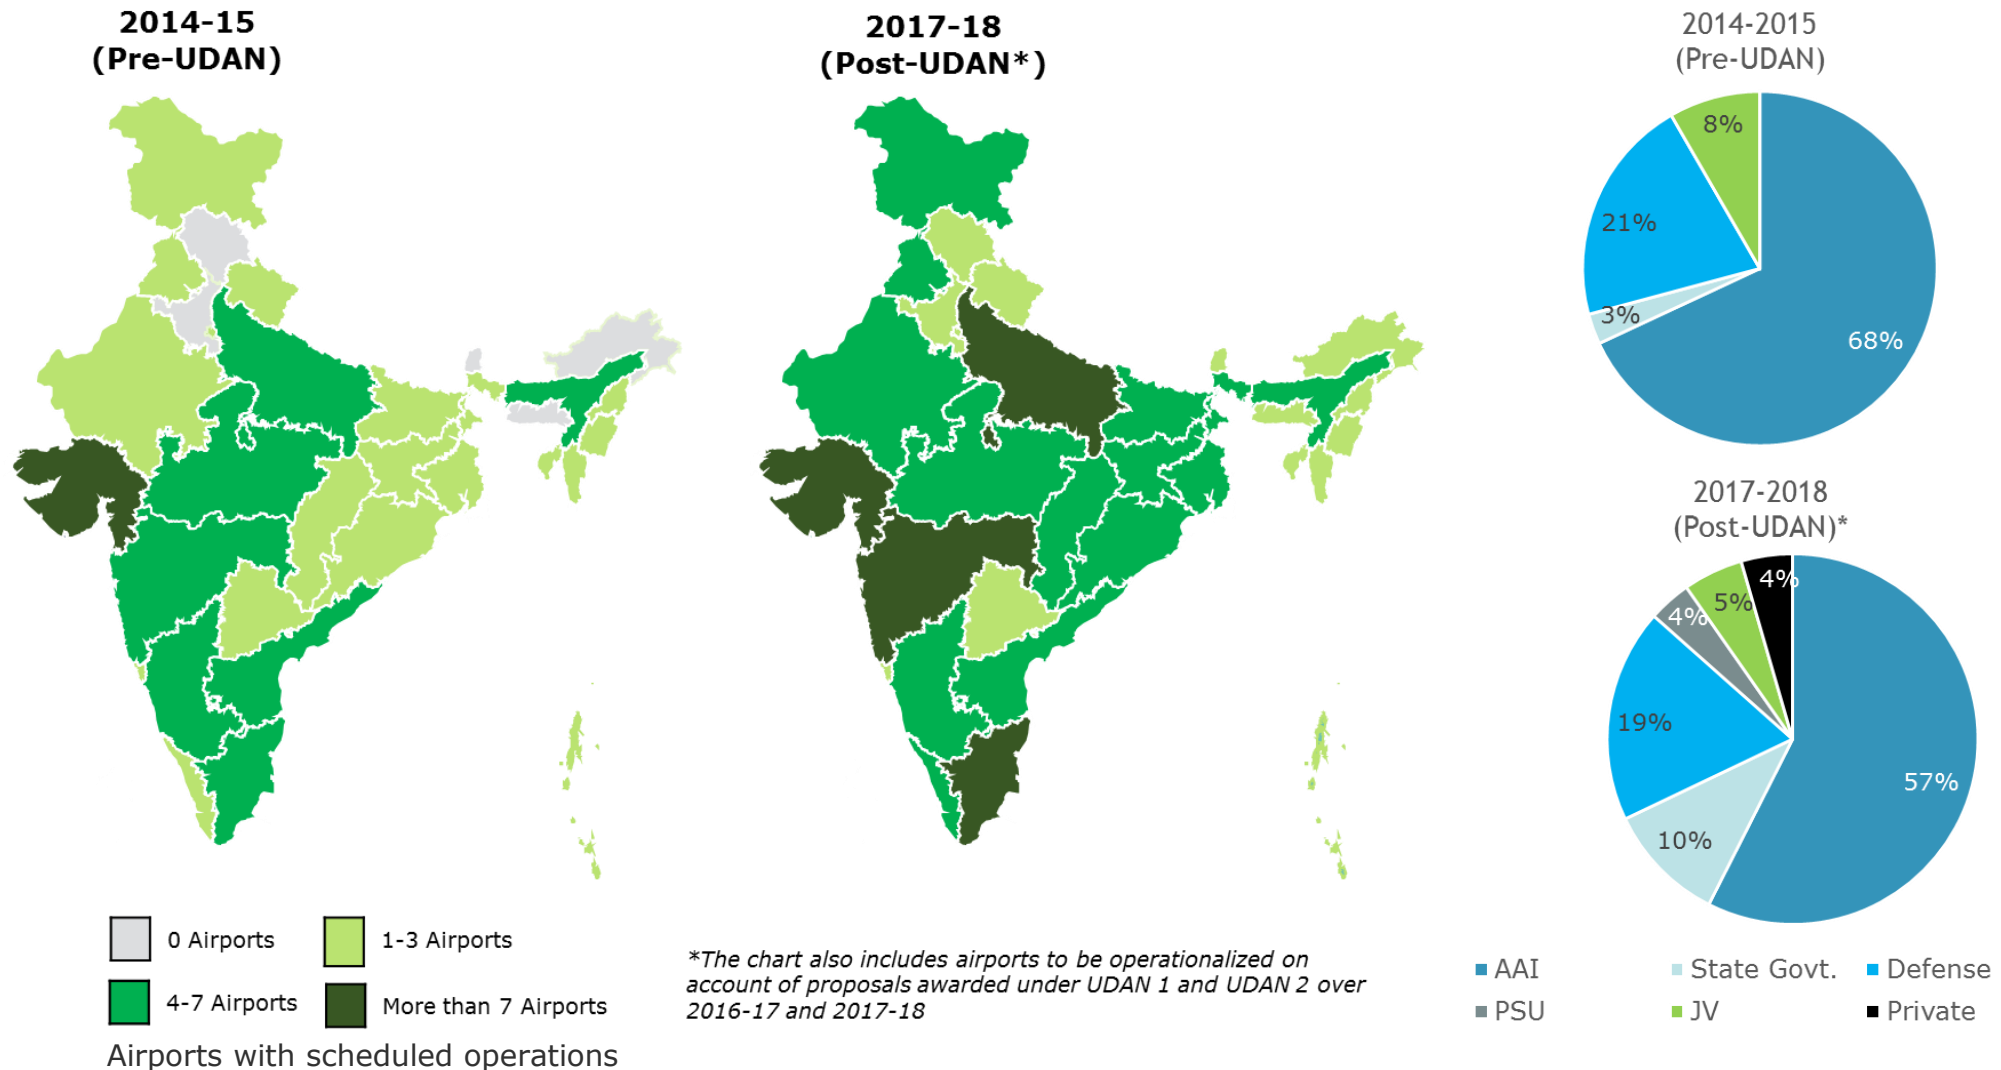 2014-15
(Pre-UDAN)
2017-18
(Post-UDAN*)
0 Airports
1-3 Airports
4-7 Airports
More than 7 Airports
Airports with scheduled operations
*The chart also includes airports to be operationalized on
account of proposals awarded under UDAN 1 and UDAN 2 over
2016-17 and 2017-18
2014-2015
(Pre-UDAN)
8%
21%
3%
68%
2017-2018
(Post-UDAN)*
4%
5%
4%
19%
57%
10%
AAI
State Govt.
Defense
PSU
JV
Private